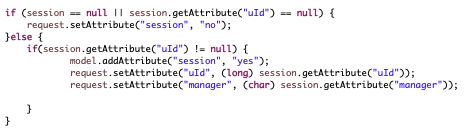 if (session == null || session.getAttribute("uId") == null) {
    request.setAttribute("session", "no");
}else {
    if(session.getAttribute("uId") != null) {
            model.addAttribute("session", "yes");
            request.setAttribute("uId", (long) session.getAttribute("uId"));
            request.setAttribute("manager", (char) session.getAttribute("manager"));
    }
}